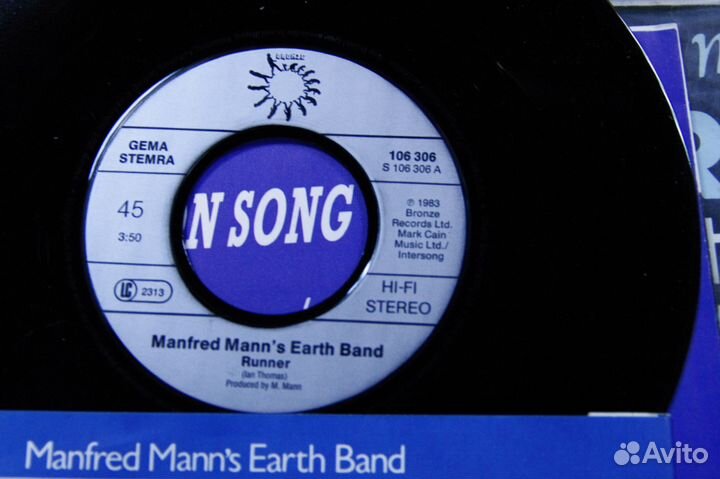 BRONZE
GEMA
STEMRA
106 306
S 106 306 A
45
3:50
℗ 1983
Bronze
Records Ltd.
Mark Cain
Music Ltd./
Intersong
N SONG
LC 2313
HI-FI
STEREO
Manfred Mann's Earth Band
Runner
(Ian Thomas)
Produced by M. Mann
Manfred Mann's Earth Band
Avito